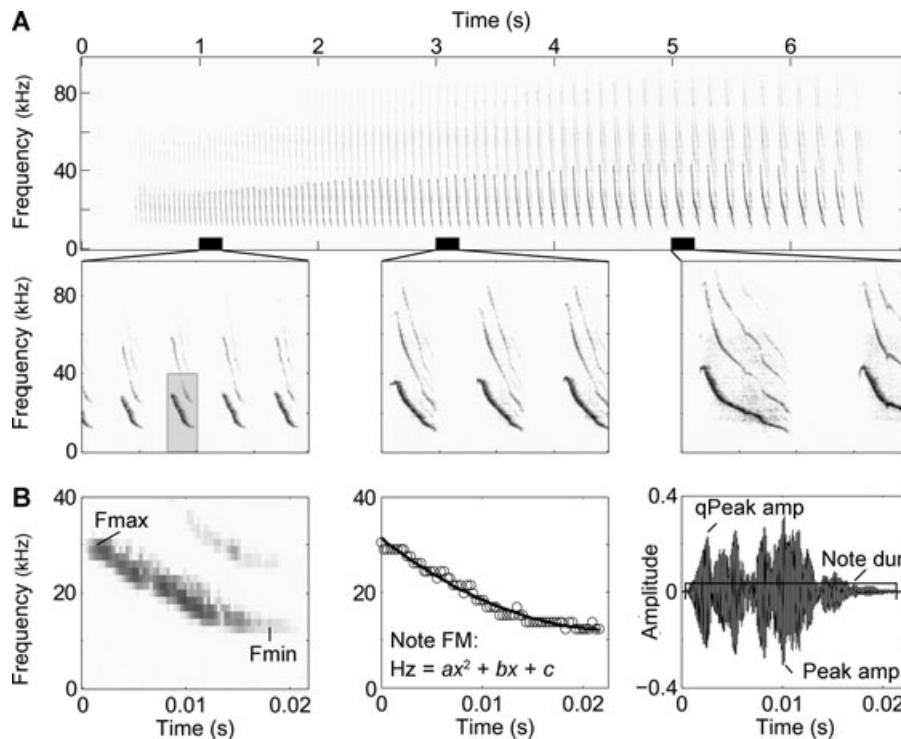 A
Time (s)
0 1 2 3 4 5 6
Frequency (kHz)
80
40
0
Frequency (kHz)
80
40
0
B
Frequency (kHz)
40
20
0
Fmax
Fmin
0 0.01 0.02
Time (s)
40
20
0
Note FM:
Hz = ax² + bx + c
0 0.01 0.02
Time (s)
Amplitude
0.4
0
−0.4
qPeak amp
Note dur
Peak amp
0 0.01 0.02
Time (s)